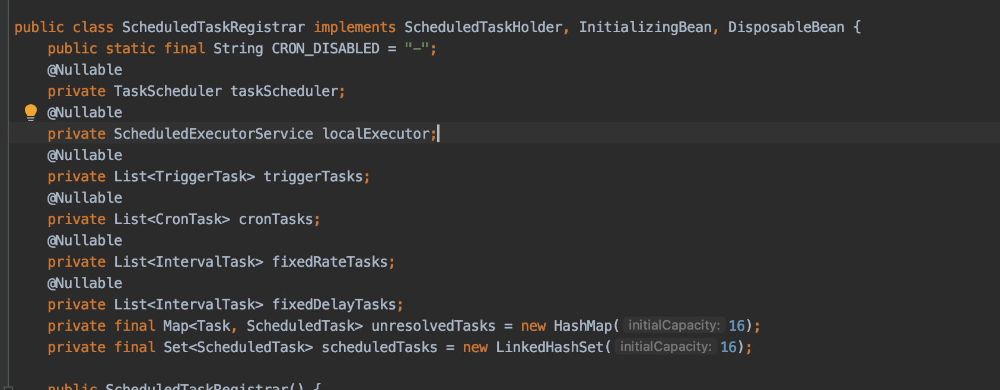 public class ScheduledTaskRegistrar implements ScheduledTaskHolder, InitializingBean, DisposableBean {
    public static final String CRON_DISABLED = "-";
    @Nullable
    private TaskScheduler taskScheduler;
    @Nullable
    private ScheduledExecutorService localExecutor;
    @Nullable
    private List<TriggerTask> triggerTasks;
    @Nullable
    private List<CronTask> cronTasks;
    @Nullable
    private List<IntervalTask> fixedRateTasks;
    @Nullable
    private List<IntervalTask> fixedDelayTasks;
    private final Map<Task, ScheduledTask> unresolvedTasks = new HashMap( initialCapacity: 16);
    private final Set<ScheduledTask> scheduledTasks = new LinkedHashSet( initialCapacity: 16);
    public ScheduledTaskRegistrar() {